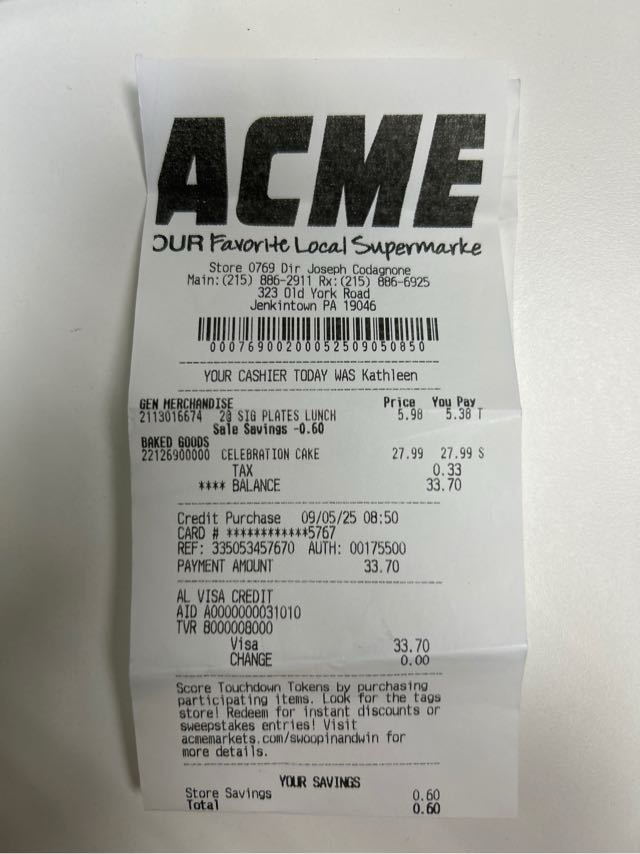 ACME
OUR Favorite Local Supermarke
Store 0769 Dir Joseph Codagnone
Main:(215) 886-2911 Rx:(215) 886-6925
323 Old York Road
Jenkintown PA 19046
00076900200052509050850
YOUR CASHIER TODAY WAS Kathleen
GEN MERCHANDISE Price You Pay
2113016674 2@ SIG PLATES LUNCH 5.98 5.38 T
Sale Savings -0.60
BAKED GOODS
22126900000 CELEBRATION CAKE 27.99 27.99 S
TAX 0.33
**** BALANCE 33.70
Credit Purchase 09/05/25 08:50
CARD # ************5767
REF: 335053457670 AUTH: 00175500
PAYMENT AMOUNT 33.70
AL VISA CREDIT
AID A0000000031010
TVR 8000008000
Visa 33.70
CHANGE 0.00
Score Touchdown Tokens by purchasing
participating items. Look for the tags
store! Redeem for instant discounts or
sweepstakes entries! Visit
acmemarkets.com/swoopinandwin for
more details.
YOUR SAVINGS
Store Savings 0.60
Total 0.60